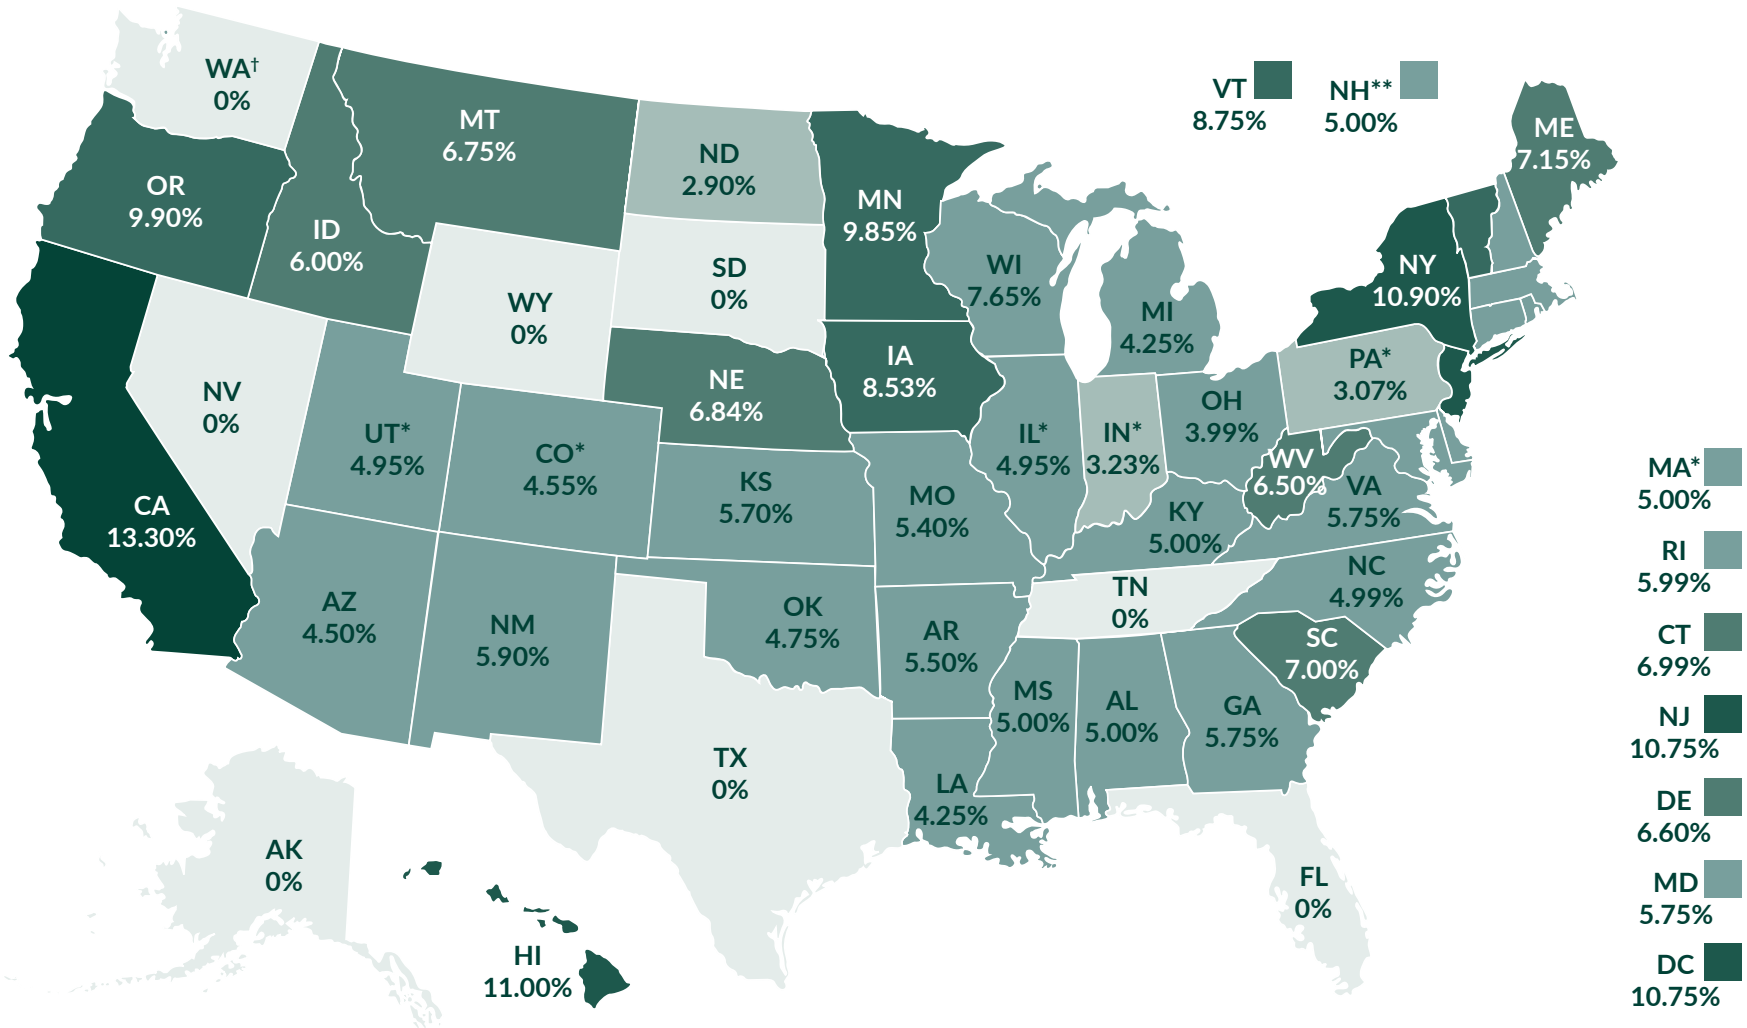 WA†
0%
MT
6.75%
ND
2.90%
MN
9.85%
VT
8.75%
NH**
5.00%
ME
7.15%
OR
9.90%
ID
6.00%
WY
0%
SD
0%
WI
7.65%
MI
4.25%
NY
10.90%
NV
0%
UT*
4.95%
CO*
4.55%
NE
6.84%
IA
8.53%
IL*
4.95%
IN*
3.23%
OH
3.99%
PA*
3.07%
CA
13.30%
KS
5.70%
MO
5.40%
KY
5.00%
WV
6.50%
VA
5.75%
MA*
5.00%
RI
5.99%
AZ
4.50%
NM
5.90%
OK
4.75%
AR
5.50%
TN
0%
NC
4.99%
CT
6.99%
SC
7.00%
MS
5.00%
AL
5.00%
GA
5.75%
NJ
10.75%
TX
0%
LA
4.25%
DE
6.60%
AK
0%
FL
0%
MD
5.75%
HI
11.00%
DC
10.75%